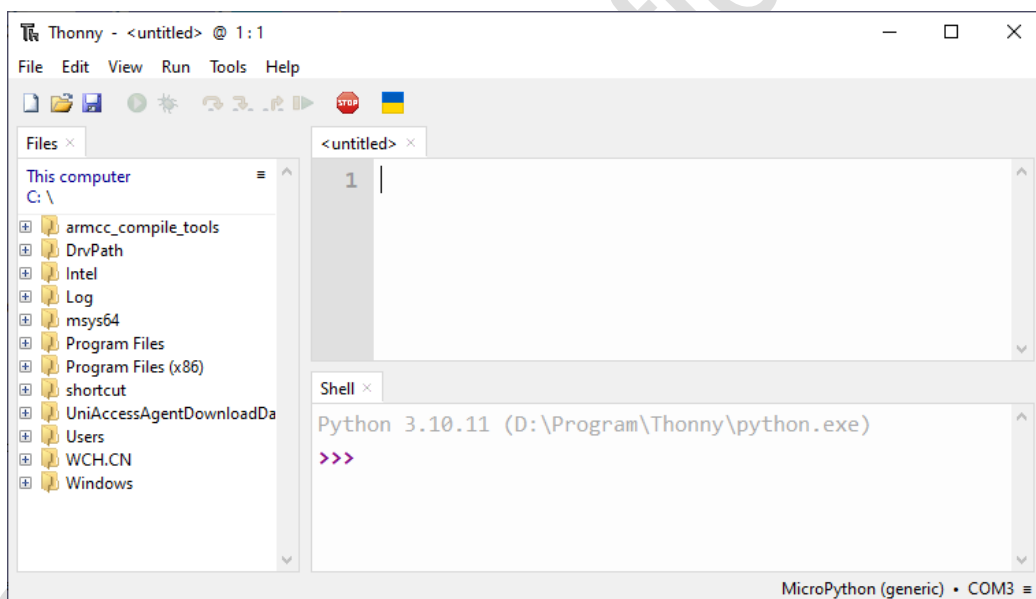 Thonny - <untitled> @ 1:1
File Edit View Run Tools Help
STOP
Files
<untitled>
This computer
C: \
1
armcc_compile_tools
DrvPath
Intel
Log
msys64
Program Files
Program Files (x86)
shortcut
UniAccessAgentDownloadDa
Users
WCH.CN
Windows
Shell
Python 3.10.11 (D:\Program\Thonny\python.exe)
>>>
MicroPython (generic) • COM3 ≡